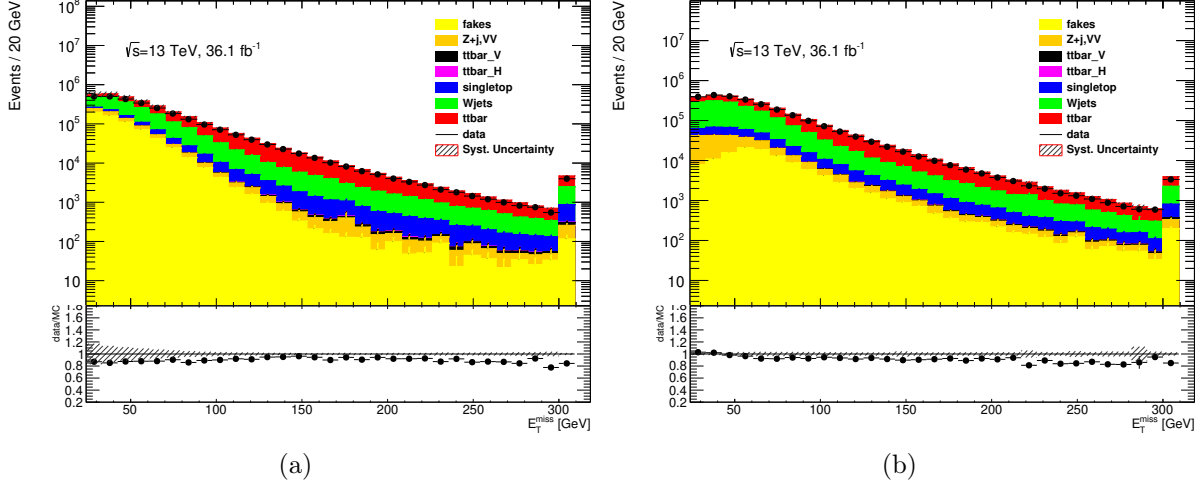 Events / 20 GeV
10⁸
10⁷
10⁶
10⁵
10⁴
10³
10²
10
√s=13 TeV, 36.1 fb⁻¹
fakes
Z+j,VV
ttbar_V
ttbar_H
singletop
Wjets
ttbar
data
Syst. Uncertainty
data/MC
1.8
1.6
1.4
1.2
1
0.8
0.6
0.4
0.2
50 100 150 200 250 300
E_T^miss [GeV]
(a)
Events / 20 GeV
10⁸
10⁷
10⁶
10⁵
10⁴
10³
10²
10
√s=13 TeV, 36.1 fb⁻¹
fakes
Z+j,VV
ttbar_V
ttbar_H
singletop
Wjets
ttbar
data
Syst. Uncertainty
data/MC
1.8
1.6
1.4
1.2
1
0.8
0.6
0.4
0.2
50 100 150 200 250 300
E_T^miss [GeV]
(b)